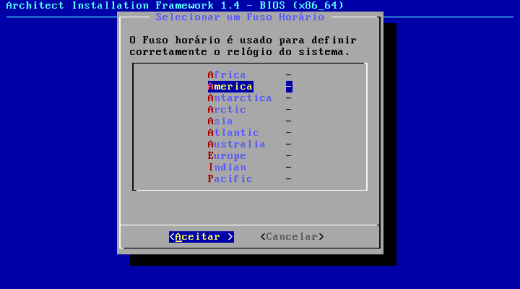 Architect Installation Framework 1.4 - BIOS (x86_64)
Selecionar um Fuso Horário
O Fuso horário é usado para definir
corretamente o relógio do sistema.
Africa -
America -
Antarctica -
Arctic -
Asia -
Atlantic -
Australia -
Europe -
Indian -
Pacific -
<Aceitar > <Cancelar>